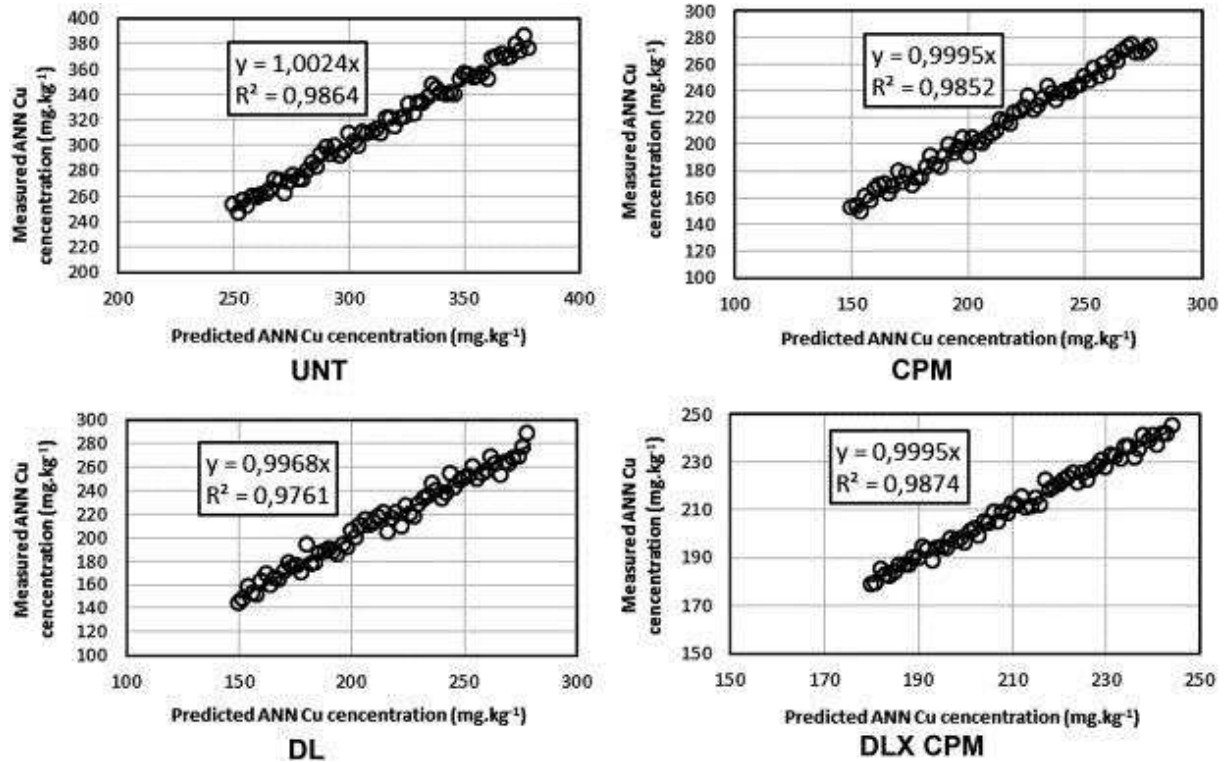 Measured ANN Cu
cencentration (mg.kg⁻¹)
400
380
360
340
320
300
280
260
240
220
200
y = 1,0024x
R² = 0,9864
200 250 300 350 400
Predicted ANN Cu cencentration (mg.kg⁻¹)
UNT
Measured ANN Cu
cencentration (mg.kg⁻¹)
300
280
260
240
220
200
180
160
140
120
100
y = 0,9995x
R² = 0,9852
100 150 200 250 300
Predicted ANN Cu cencentration (mg.kg⁻¹)
CPM
Measured ANN Cu
cencentration (mg.kg⁻¹)
300
280
260
240
220
200
180
160
140
120
100
y = 0,9968x
R² = 0,9761
100 150 200 250 300
Predicted ANN Cu cencentration (mg.kg⁻¹)
DL
Measured ANN Cu
cencentration (mg.kg⁻¹)
250
230
210
190
170
150
y = 0,9995x
R² = 0,9874
150 170 190 210 230 250
Predicted ANN Cu cencentration (mg.kg⁻¹)
DLX CPM